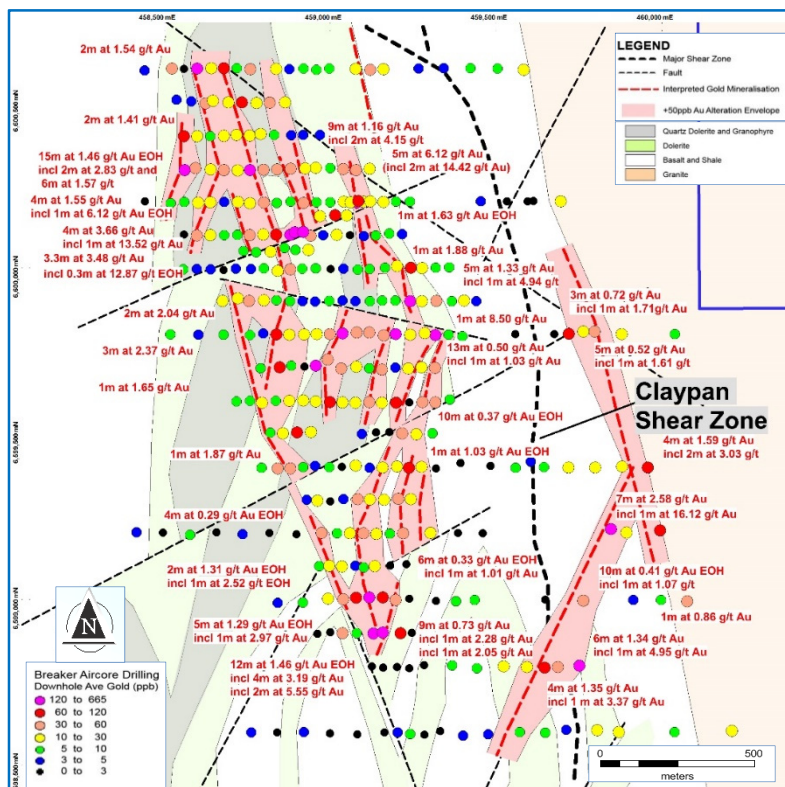 458,500 mE
459,000 mE
459,500 mE
460,000 mE
6,600,500 mN
6,600,000 mN
6,599,500 mN
6,599,000 mN
2m at 1.54 g/t Au
LEGEND
Major Shear Zone
Fault
Interpreted Gold Mineralisation
+50ppb Au Alteration Envelope
Quartz Dolerite and Granophyre
Dolerite
Basalt and Shale
Granite
2m at 1.41 g/t Au
9m at 1.16 g/t Au
incl 2m at 4.15 g/t
15m at 1.46 g/t Au EOH
incl 2m at 2.83 g/t and
6m at 1.57 g/t
5m at 6.12 g/t Au
(incl 2m at 14.42 g/t Au)
4m at 1.55 g/t Au
incl 1m at 6.12 g/t Au EOH
1m at 1.63 g/t Au EOH
4m at 3.66 g/t Au
incl 1m at 13.52 g/t Au
3.3m at 3.48 g/t Au
incl 0.3m at 12.87 g/t EOH
1m at 1.88 g/t Au
5m at 1.33 g/t Au
incl 1m at 4.94 g/t
2m at 2.04 g/t Au
1m at 8.50 g/t Au
3m at 0.72 g/t Au
incl 1m at 1.71g/t Au
3m at 2.37 g/t Au
13m at 0.50 g/t Au
incl 1m at 1.03 g/t Au
5m at 0.52 g/t Au
incl 1m at 1.61 g/t
1m at 1.65 g/t Au
Claypan
Shear Zone
10m at 0.37 g/t Au EOH
1m at 1.87 g/t Au
1m at 1.03 g/t Au EOH
4m at 1.59 g/t Au
incl 2m at 3.03 g/t
7m at 2.58 g/t Au
incl 1m at 16.12 g/t Au
4m at 0.29 g/t Au EOH
2m at 1.31 g/t Au EOH
incl 1m at 2.52 g/t EOH
6m at 0.33 g/t Au EOH
incl 1m at 1.01 g/t Au
10m at 0.41 g/t Au EOH
incl 1m at 1.07 g/t
1m at 0.86 g/t Au
5m at 1.29 g/t Au EOH
incl 1m at 2.97 g/t Au
9m at 0.73 g/t Au
incl 1m at 2.28 g/t Au
incl 1m at 2.05 g/t Au
6m at 1.34 g/t Au
incl 1m at 4.95 g/t Au
12m at 1.46 g/t Au EOH
incl 4m at 3.19 g/t Au
incl 2m at 5.55 g/t Au
4m at 1.35 g/t Au
incl 1 m at 3.37 g/t Au
N
Breaker Aircore Drilling
Downhole Ave Gold (ppb)
120 to 665
60 to 120
30 to 60
10 to 30
5 to 10
3 to 5
0 to 3
0
500
meters